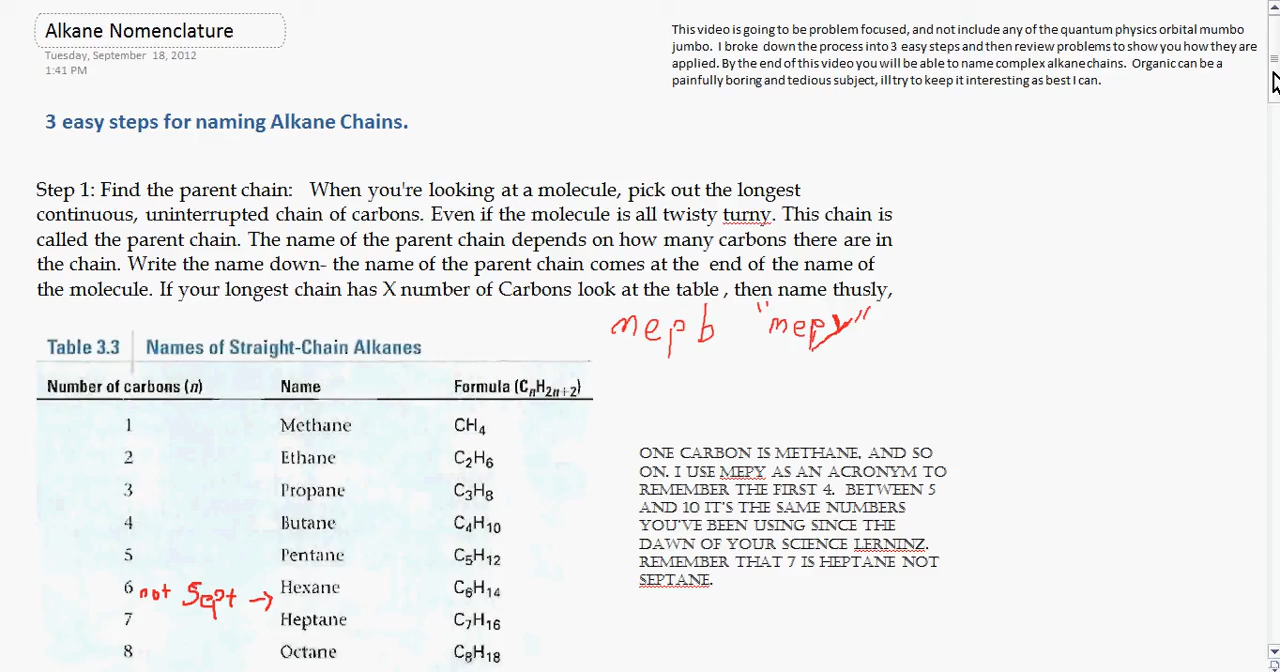 Alkane Nomenclature
Tuesday, September 18, 2012
1:41 PM
This video is going to be problem focused, and not include any of the quantum physics orbital mumbo
jumbo. I broke down the process into 3 easy steps and then review problems to show you how they are
applied. By the end of this video you will be able to name complex alkane chains. Organic can be a
painfully boring and tedious subject, ill try to keep it interesting as best I can.
3 easy steps for naming Alkane Chains.
Step 1: Find the parent chain: When you're looking at a molecule, pick out the longest
continuous, uninterrupted chain of carbons. Even if the molecule is all twisty turny. This chain is
called the parent chain. The name of the parent chain depends on how many carbons there are in
the chain. Write the name down- the name of the parent chain comes at the end of the name of
the molecule. If your longest chain has X number of Carbons look at the table , then name thusly,
mepb "mepy"
Table 3.3 Names of Straight-Chain Alkanes
Number of carbons (n) Name Formula (CnH2n+2)
1 Methane CH4
2 Ethane C2H6
3 Propane C3H8
4 Butane C4H10
5 Pentane C5H12
6 not Sept → Hexane C6H14
7 Heptane C7H16
8 Octane C8H18
ONE CARBON IS METHANE, AND SO
ON. I USE MEPY AS AN ACRONYM TO
REMEMBER THE FIRST 4. BETWEEN 5
AND 10 IT'S THE SAME NUMBERS
YOU'VE BEEN USING SINCE THE
DAWN OF YOUR SCIENCE LERNINZ.
REMEMBER THAT 7 IS HEPTANE NOT
SEPTANE.